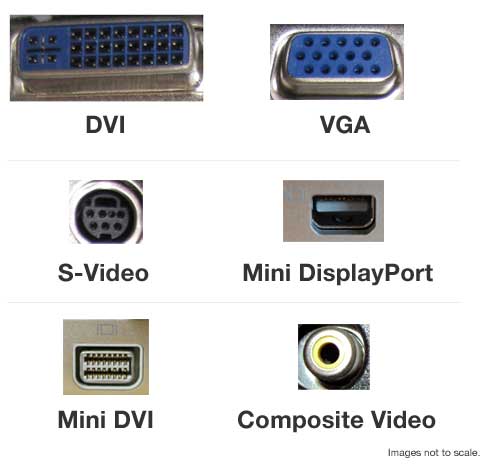 DVI
VGA
S-Video
Mini DisplayPort
Mini DVI
Composite Video
Images not to scale.